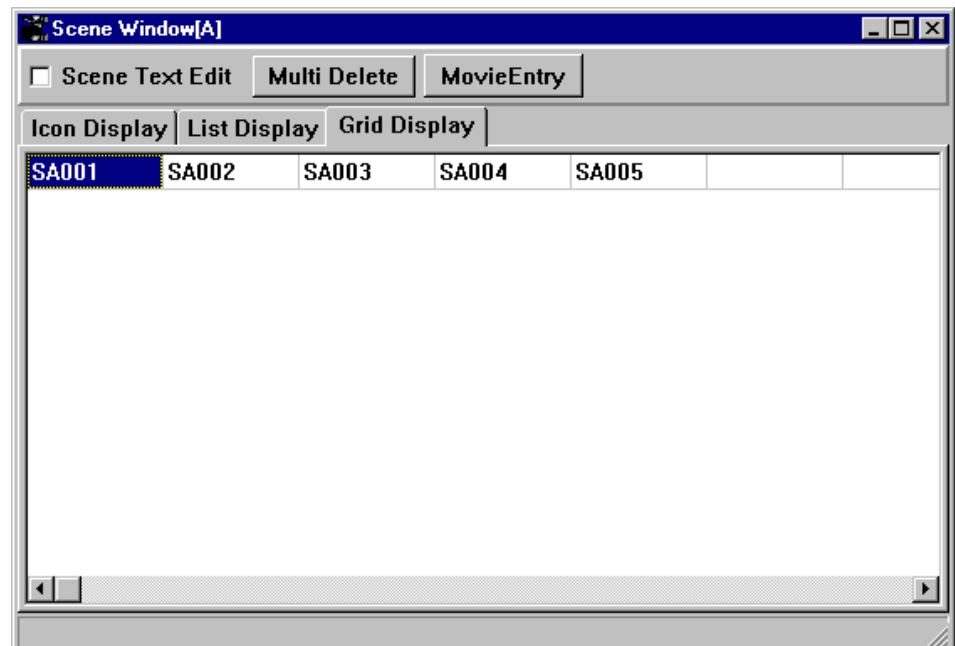 Scene Window[A]
Scene Text Edit Multi Delete MovieEntry
Icon Display List Display Grid Display
SA001 SA002 SA003 SA004 SA005